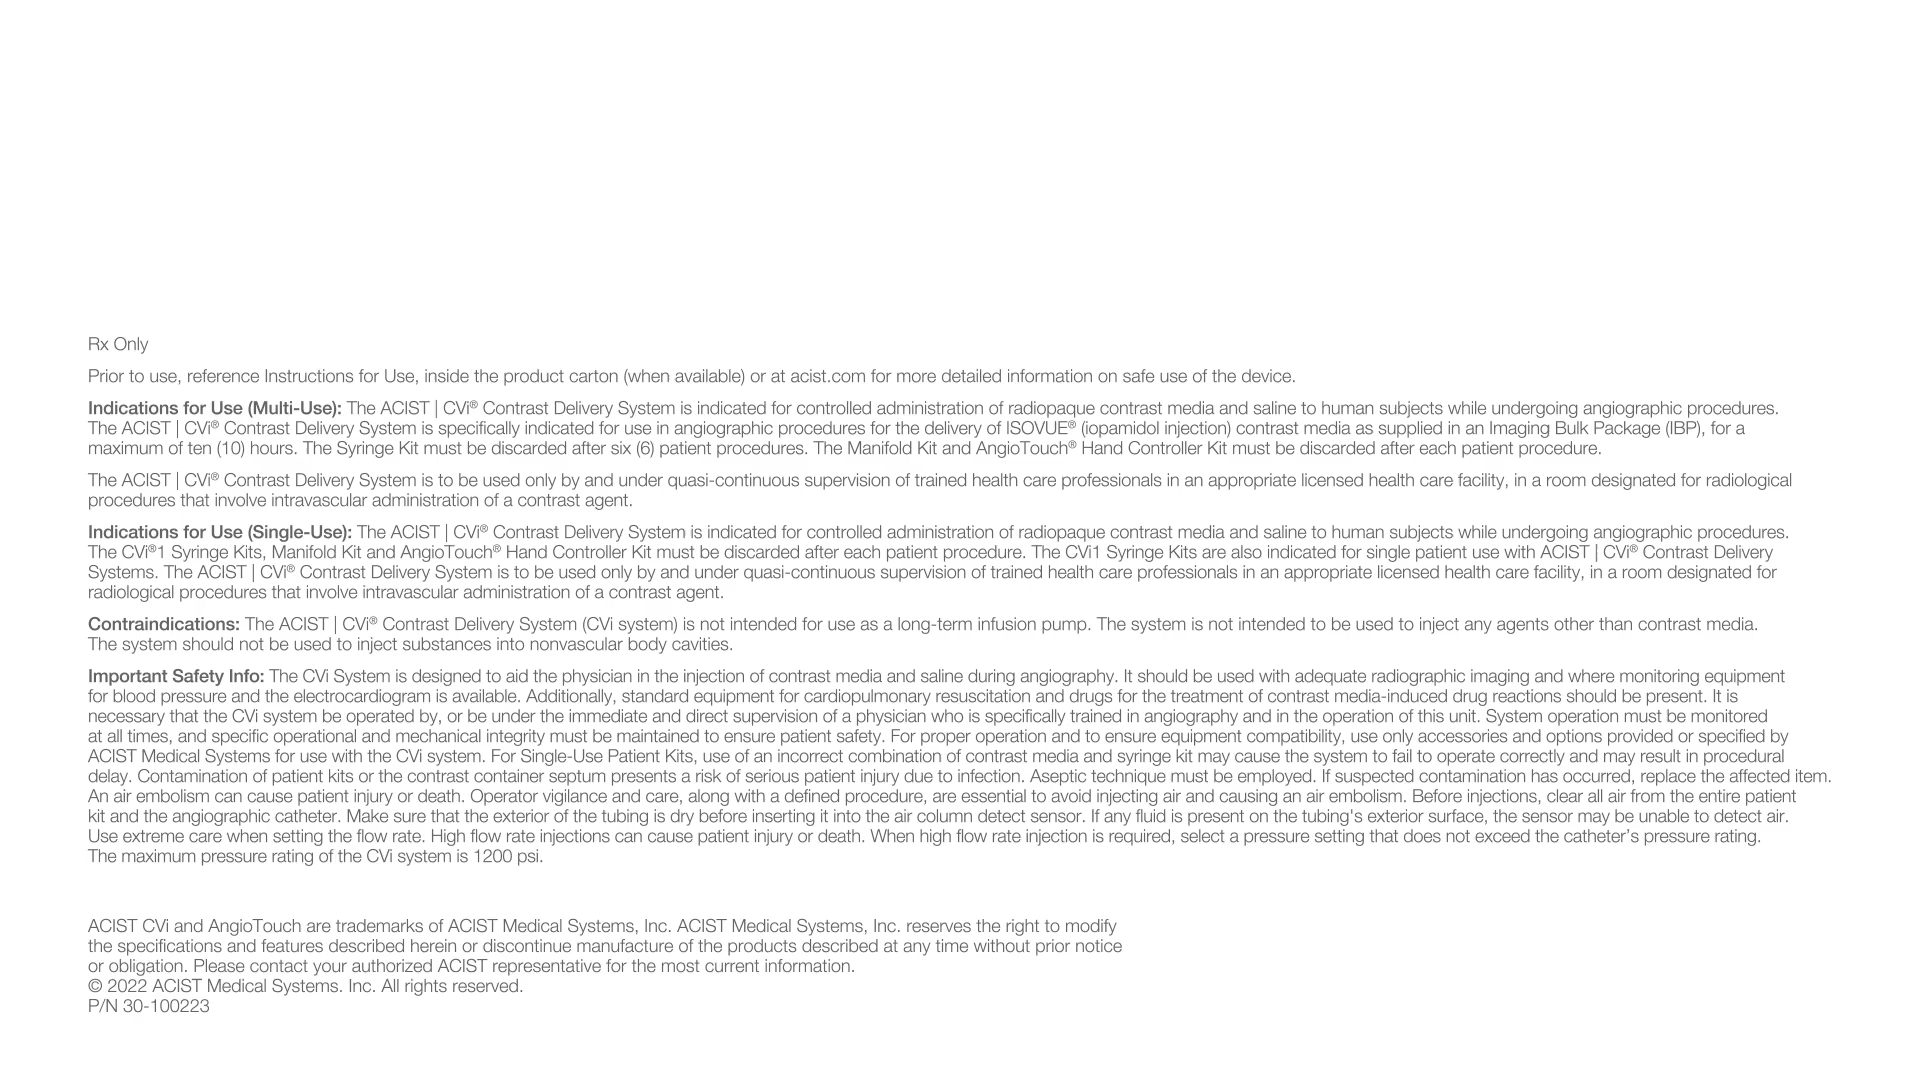 Rx Only
Prior to use, reference Instructions for Use, inside the product carton (when available) or at acist.com for more detailed information on safe use of the device.
Indications for Use (Multi-Use): The ACIST | CVi® Contrast Delivery System is indicated for controlled administration of radiopaque contrast media and saline to human subjects while undergoing angiographic procedures.
The ACIST | CVi® Contrast Delivery System is specifically indicated for use in angiographic procedures for the delivery of ISOVUE® (iopamidol injection) contrast media as supplied in an Imaging Bulk Package (IBP), for a
maximum of ten (10) hours. The Syringe Kit must be discarded after six (6) patient procedures. The Manifold Kit and AngioTouch® Hand Controller Kit must be discarded after each patient procedure.
The ACIST | CVi® Contrast Delivery System is to be used only by and under quasi-continuous supervision of trained health care professionals in an appropriate licensed health care facility, in a room designated for radiological
procedures that involve intravascular administration of a contrast agent.
Indications for Use (Single-Use): The ACIST | CVi® Contrast Delivery System is indicated for controlled administration of radiopaque contrast media and saline to human subjects while undergoing angiographic procedures.
The CVi®1 Syringe Kits, Manifold Kit and AngioTouch® Hand Controller Kit must be discarded after each patient procedure. The CVi1 Syringe Kits are also indicated for single patient use with ACIST | CVi® Contrast Delivery
Systems. The ACIST | CVi® Contrast Delivery System is to be used only by and under quasi-continuous supervision of trained health care professionals in an appropriate licensed health care facility, in a room designated for
radiological procedures that involve intravascular administration of a contrast agent.
Contraindications: The ACIST | CVi® Contrast Delivery System (CVi system) is not intended for use as a long-term infusion pump. The system is not intended to be used to inject any agents other than contrast media.
The system should not be used to inject substances into nonvascular body cavities.
Important Safety Info: The CVi System is designed to aid the physician in the injection of contrast media and saline during angiography. It should be used with adequate radiographic imaging and where monitoring equipment
for blood pressure and the electrocardiogram is available. Additionally, standard equipment for cardiopulmonary resuscitation and drugs for the treatment of contrast media-induced drug reactions should be present. It is
necessary that the CVi system be operated by, or be under the immediate and direct supervision of a physician who is specifically trained in angiography and in the operation of this unit. System operation must be monitored
at all times, and specific operational and mechanical integrity must be maintained to ensure patient safety. For proper operation and to ensure equipment compatibility, use only accessories and options provided or specified by
ACIST Medical Systems for use with the CVi system. For Single-Use Patient Kits, use of an incorrect combination of contrast media and syringe kit may cause the system to fail to operate correctly and may result in procedural
delay. Contamination of patient kits or the contrast container septum presents a risk of serious patient injury due to infection. Aseptic technique must be employed. If suspected contamination has occurred, replace the affected item.
An air embolism can cause patient injury or death. Operator vigilance and care, along with a defined procedure, are essential to avoid injecting air and causing an air embolism. Before injections, clear all air from the entire patient
kit and the angiographic catheter. Make sure that the exterior of the tubing is dry before inserting it into the air column detect sensor. If any fluid is present on the tubing's exterior surface, the sensor may be unable to detect air.
Use extreme care when setting the flow rate. High flow rate injections can cause patient injury or death. When high flow rate injection is required, select a pressure setting that does not exceed the catheter’s pressure rating.
The maximum pressure rating of the CVi system is 1200 psi.
ACIST CVi and AngioTouch are trademarks of ACIST Medical Systems, Inc. ACIST Medical Systems, Inc. reserves the right to modify
the specifications and features described herein or discontinue manufacture of the products described at any time without prior notice
or obligation. Please contact your authorized ACIST representative for the most current information.
© 2022 ACIST Medical Systems. Inc. All rights reserved.
P/N 30-100223